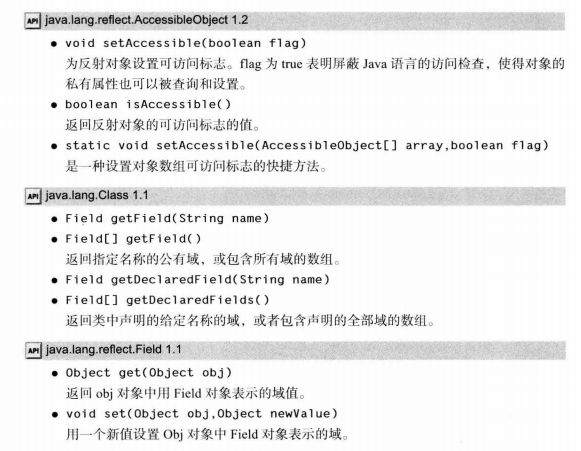 API java.lang.reflect.AccessibleObject 1.2
● void setAccessible(boolean flag)
为反射对象设置可访问标志。flag 为 true 表明屏蔽 Java 语言的访问检查，使得对象的
私有属性也可以被查询和设置。
● boolean isAccessible()
返回反射对象的可访问标志的值。
● static void setAccessible(AccessibleObject[] array,boolean flag)
是一种设置对象数组可访问标志的快捷方法。
API java.lang.Class 1.1
● Field getField(String name)
● Field[] getField()
返回指定名称的公有域，或包含所有域的数组。
● Field getDeclaredField(String name)
● Field[] getDeclaredFields()
返回类中声明的给定名称的域，或者包含声明的全部域的数组。
API java.lang.reflect.Field 1.1
● Object get(Object obj)
返回 obj 对象中用 Field 对象表示的域值。
● void set(Object obj,Object newValue)
用一个新值设置 Obj 对象中 Field 对象表示的域。